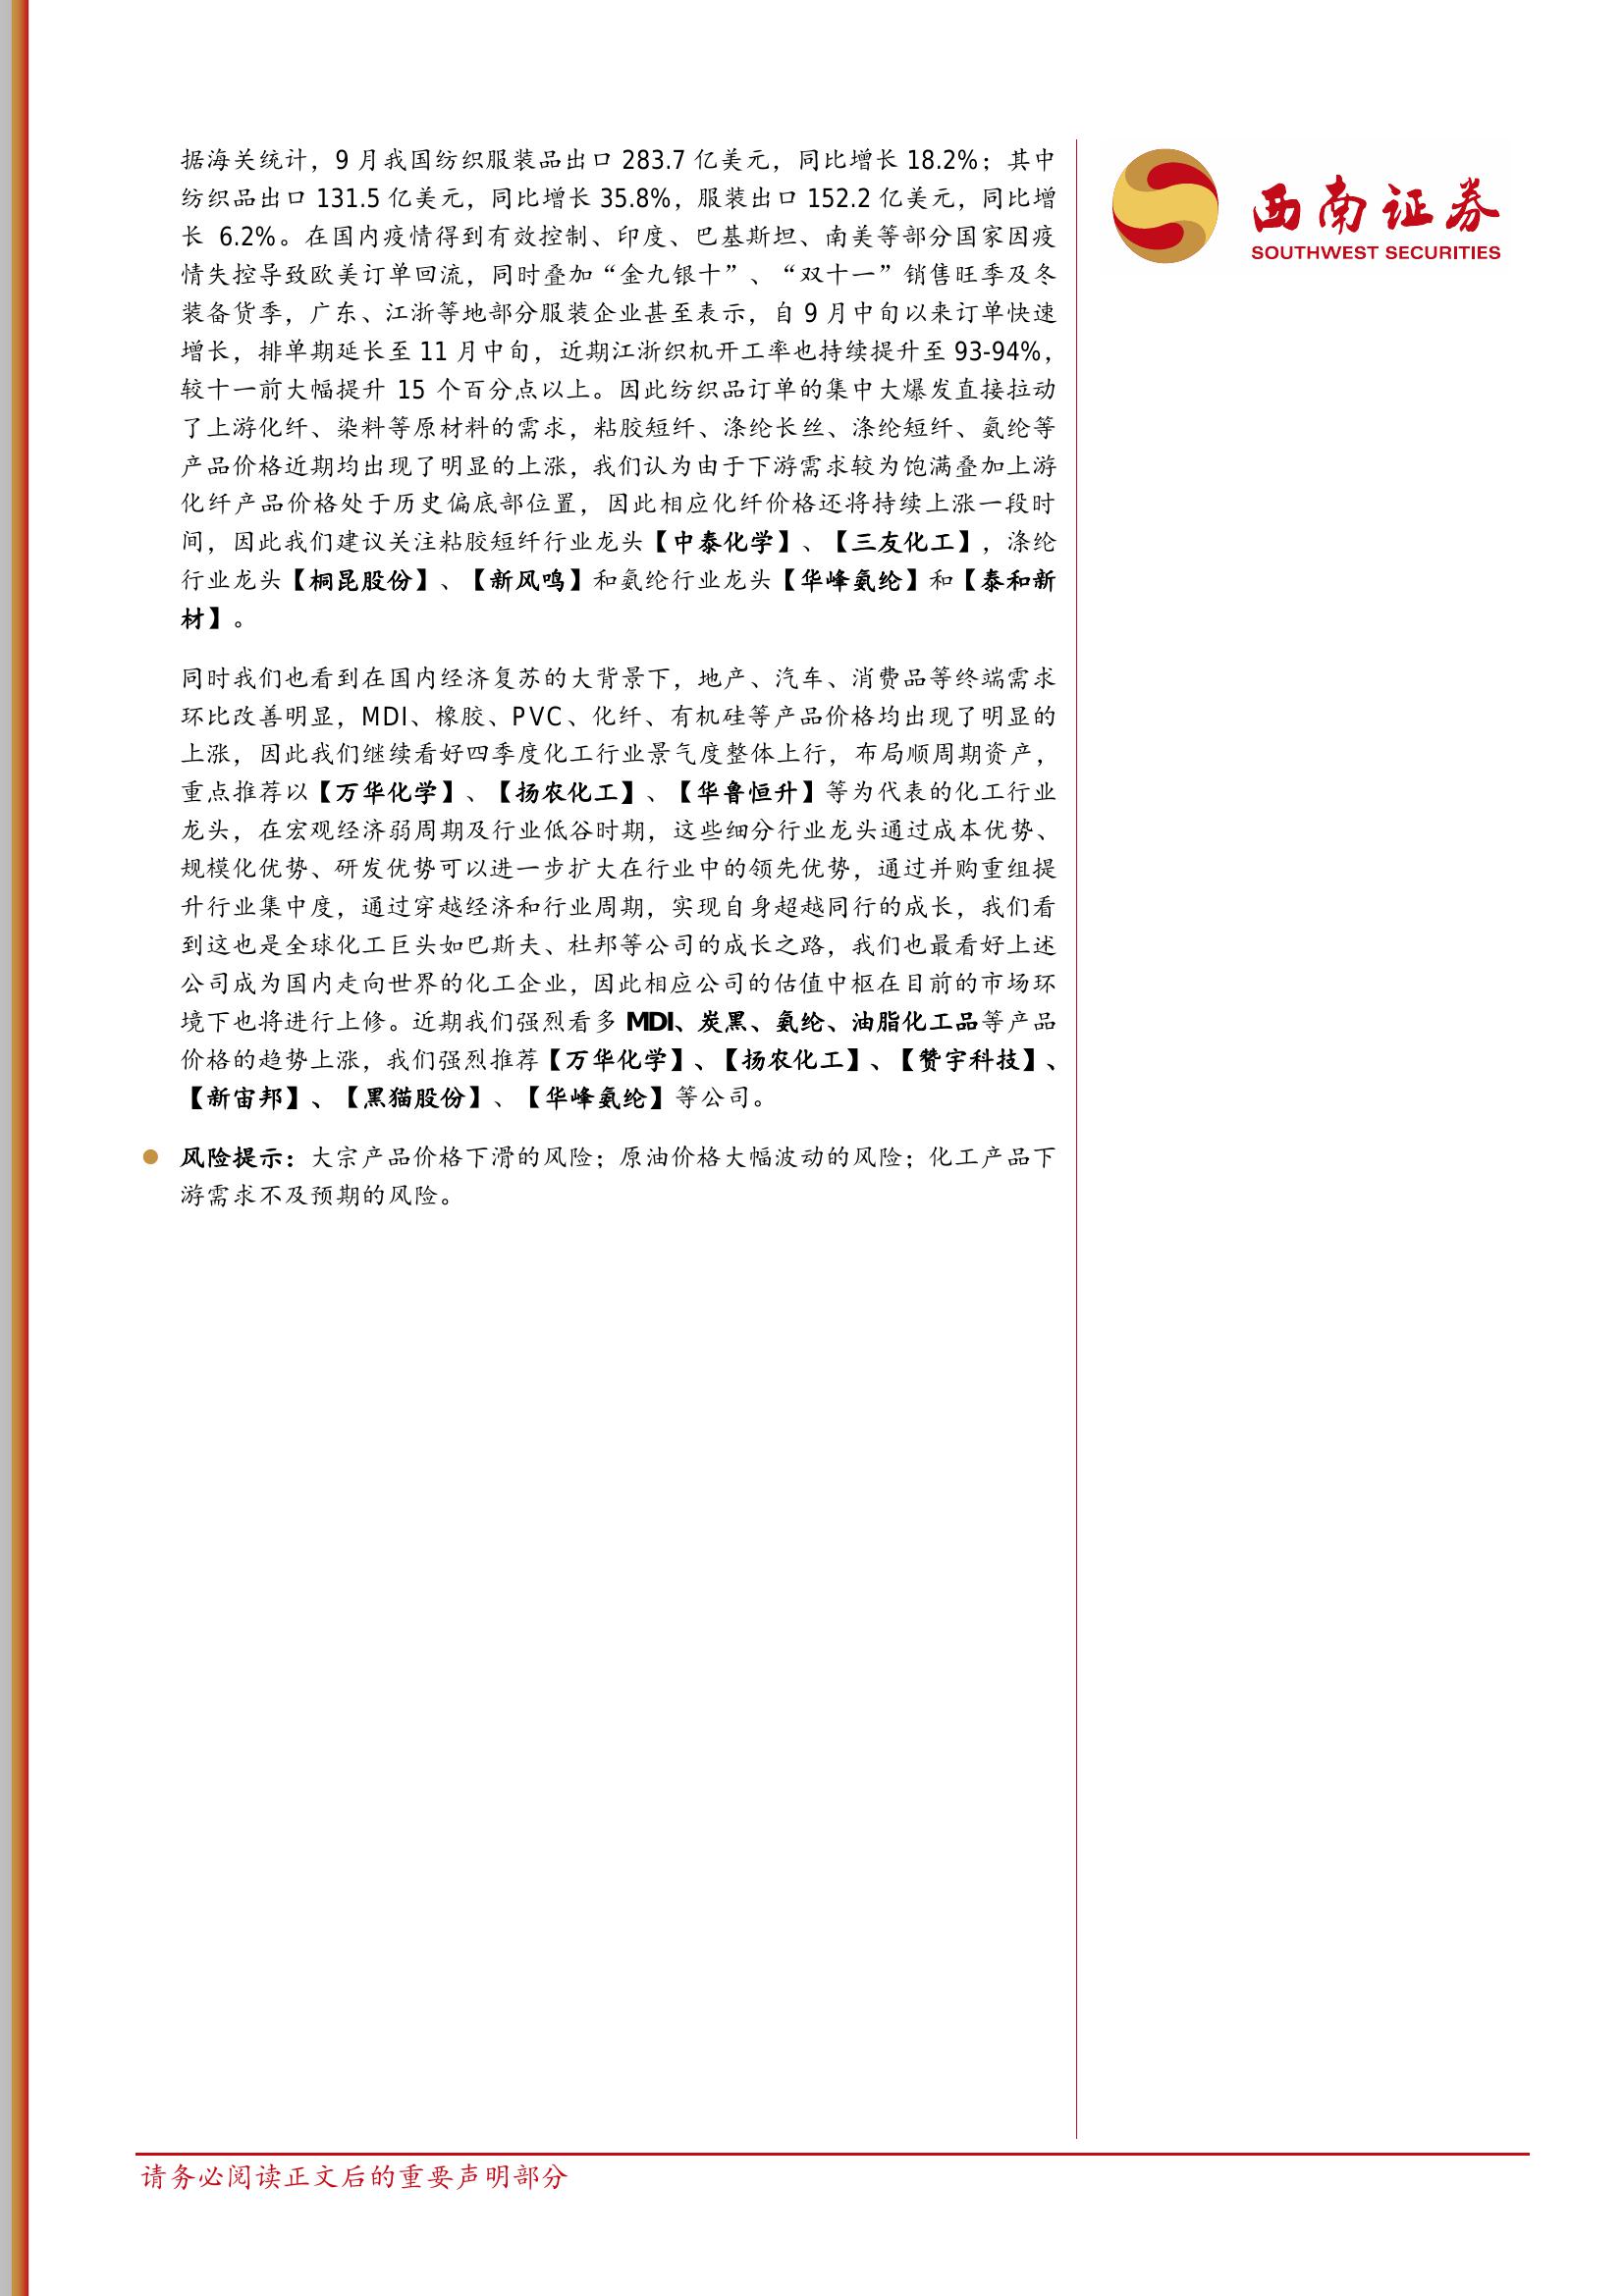 据海关统计，9 月我国纺织服装品出口 283.7 亿美元，同比增长 18.2%；其中
纺织品出口 131.5 亿美元，同比增长 35.8%，服装出口 152.2 亿美元，同比增
长 6.2%。在国内疫情得到有效控制、印度、巴基斯坦、南美等部分国家因疫
情失控导致欧美订单回流，同时叠加“金九银十”、“双十一”销售旺季及冬
装备货季，广东、江浙等地部分服装企业甚至表示，自 9 月中旬以来订单快速
增长，排单期延长至 11 月中旬，近期江浙织机开工率也持续提升至 93-94%，
较十一前大幅提升 15 个百分点以上。因此纺织品订单的集中大爆发直接拉动
了上游化纤、染料等原材料的需求，粘胶短纤、涤纶长丝、涤纶短纤、氨纶等
产品价格近期均出现了明显的上涨，我们认为由于下游需求较为饱满叠加上游
化纤产品价格处于历史偏底部位置，因此相应化纤价格还将持续上涨一段时
间，因此我们建议关注粘胶短纤行业龙头【中泰化学】、【三友化工】，涤纶
行业龙头【桐昆股份】、【新风鸣】和氨纶行业龙头【华峰氨纶】和【泰和新
材】。
同时我们也看到在国内经济复苏的大背景下，地产、汽车、消费品等终端需求
环比改善明显，MDI、橡胶、PVC、化纤、有机硅等产品价格均出现了明显的
上涨，因此我们继续看好四季度化工行业景气度整体上行，布局顺周期资产，
重点推荐以【万华化学】、【扬农化工】、【华鲁恒升】等为代表的化工行业
龙头，在宏观经济弱周期及行业低谷时期，这些细分行业龙头通过成本优势、
规模化优势、研发优势可以进一步扩大在行业中的领先优势，通过并购重组提
升行业集中度，通过穿越经济和行业周期，实现自身超越同行的成长，我们看
到这也是全球化工巨头如巴斯夫、杜邦等公司的成长之路，我们也最看好上述
公司成为国内走向世界的化工企业，因此相应公司的估值中枢在目前的市场环
境下也将进行上修。近期我们强烈看多 MDI、炭黑、氨纶、油脂化工品等产品
价格的趋势上涨，我们强烈推荐【万华化学】、【扬农化工】、【赞宇科技】、
【新宙邦】、【黑猫股份】、【华峰氨纶】等公司。
● 风险提示：大宗产品价格下滑的风险；原油价格大幅波动的风险；化工产品下
游需求不及预期的风险。
西南证券
SOUTHWEST SECURITIES
请务必阅读正文后的重要声明部分